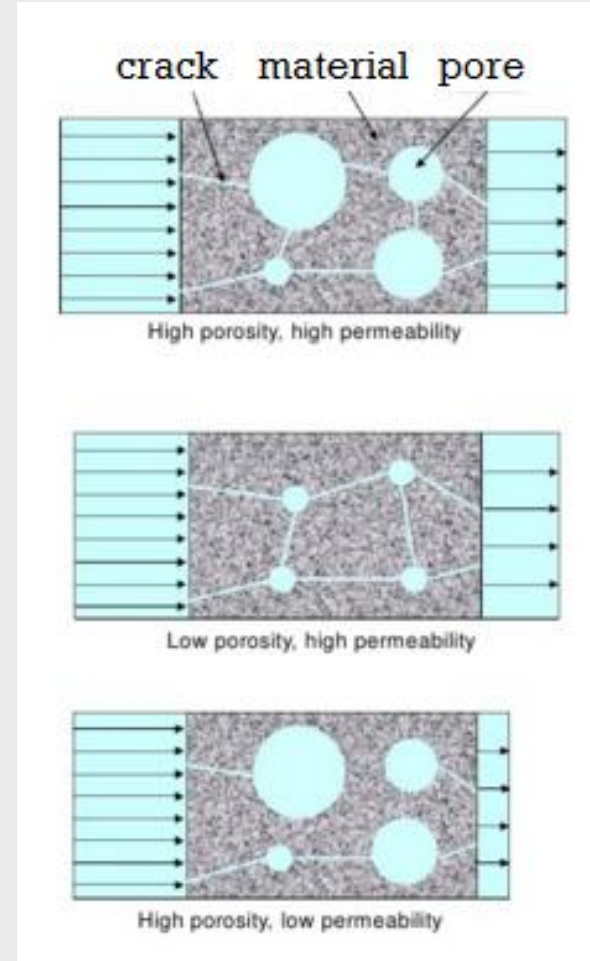 crack material pore
High porosity, high permeability
Low porosity, high permeability
High porosity, low permeability